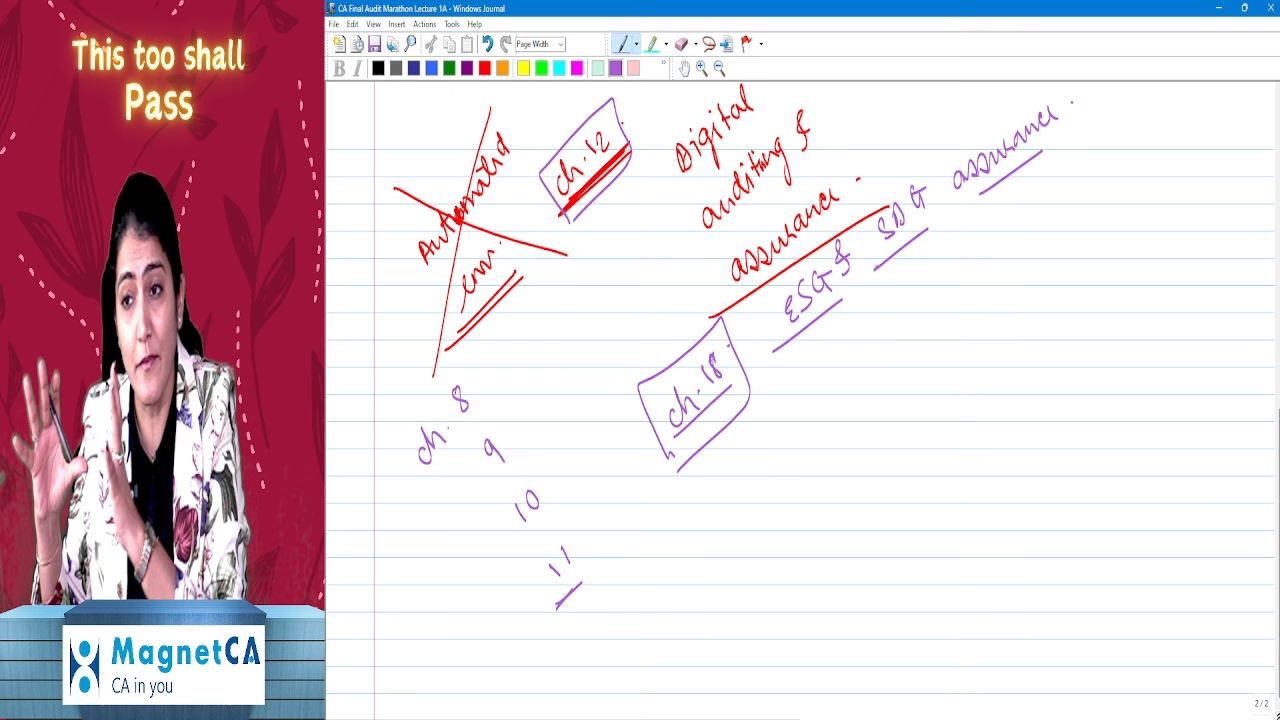 This too shall
Pass
MagnetCA
CA in you
CA Final Audit Marathon Lecture 1A - Windows Journal
File Edit View Insert Actions Tools Help
Page Width
B I
Automated
env.
ch. 12
Digital
auditing &
assurance.
ch. 18.
ESG & SDG assurance.
ch. 8
9
10
11
2 / 2